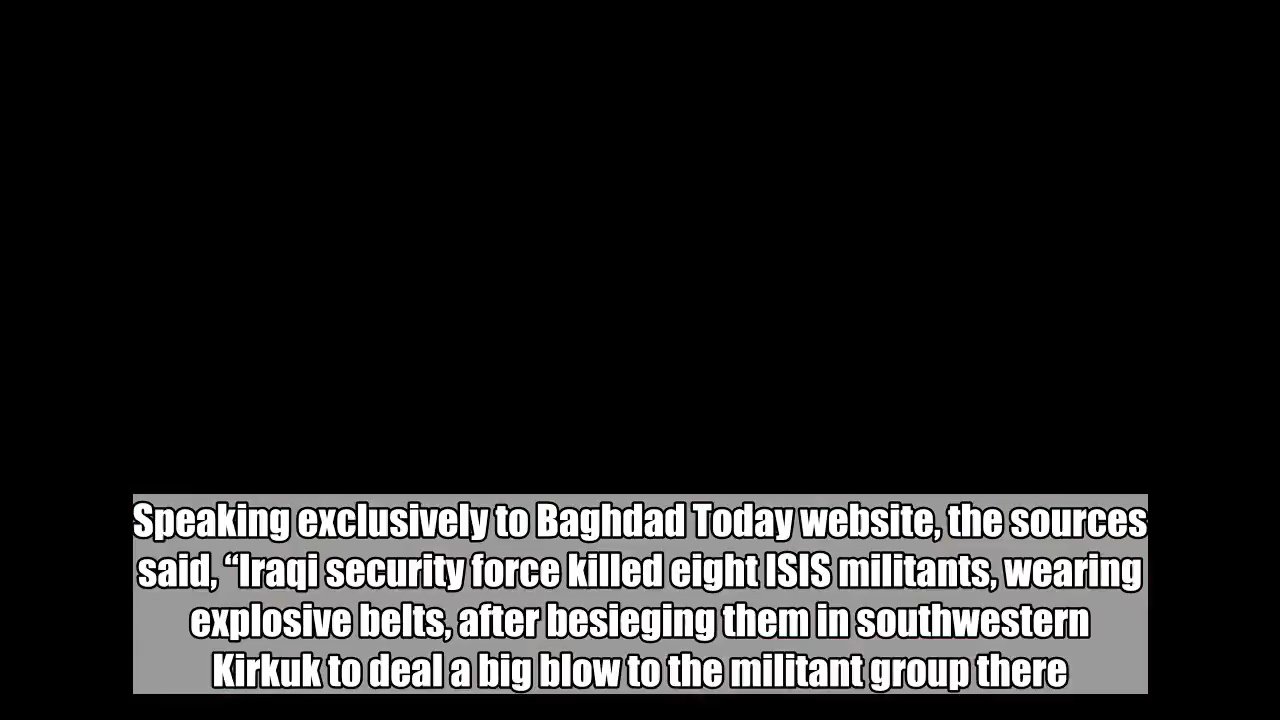 Speaking exclusively to Baghdad Today website, the sources
said, “Iraqi security force killed eight ISIS militants, wearing
explosive belts, after besieging them in southwestern
Kirkuk to deal a big blow to the militant group there